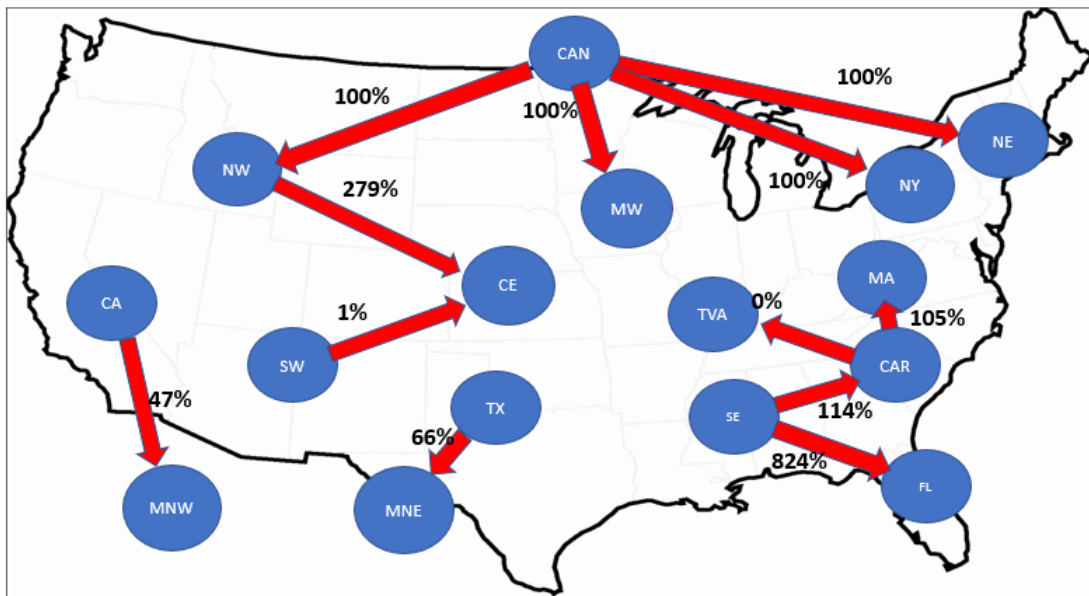 CAN
100%
100%
100%
NE
NW
100%
NY
279%
MW
MA
CE
CA
0%
TVA
1%
105%
SW
CAR
47%
TX
SE
114%
66%
824%
FL
MNW
MNE